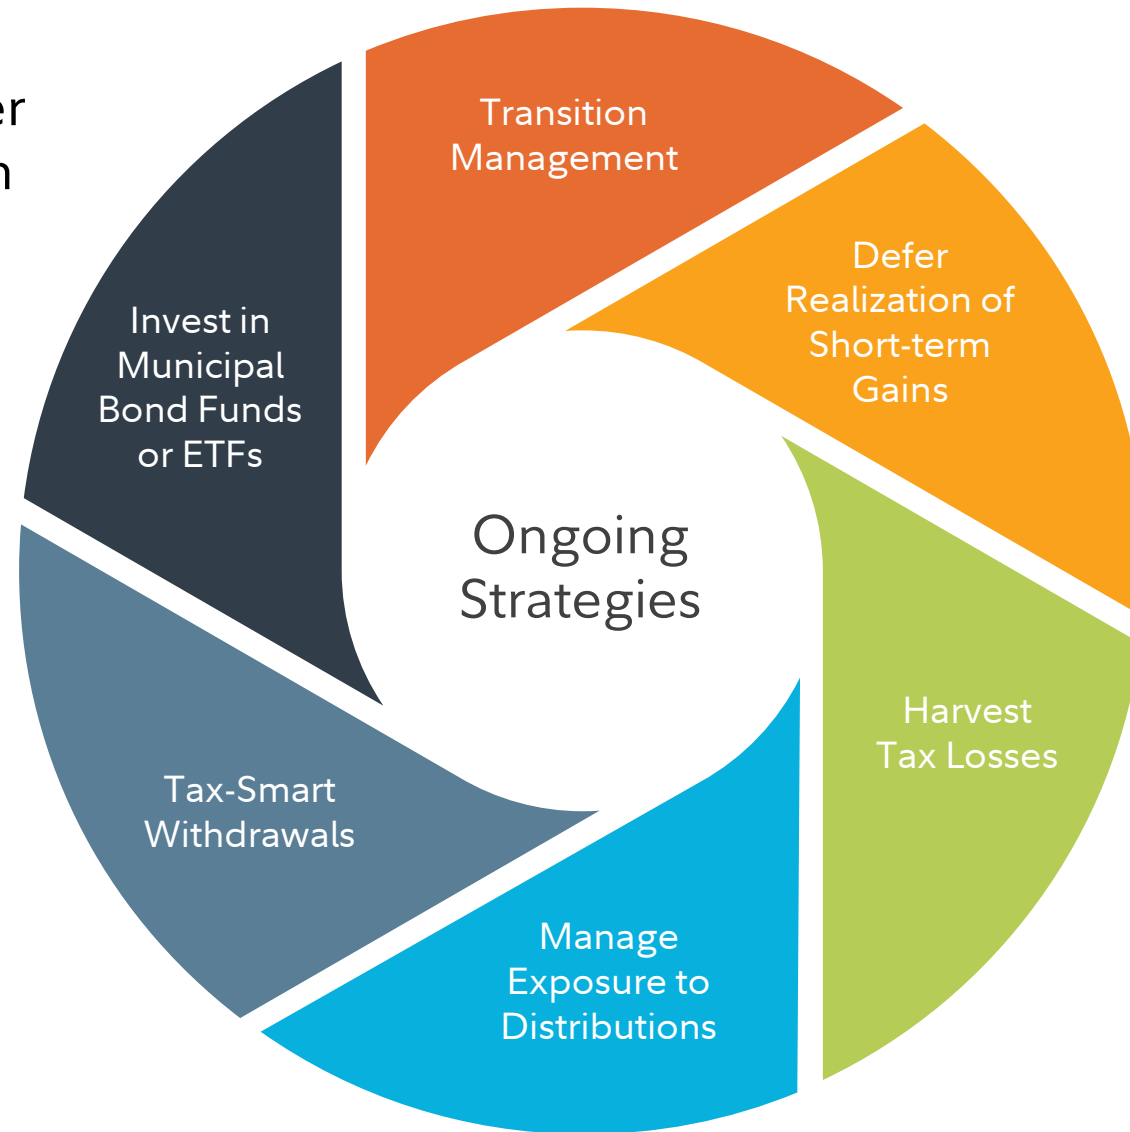 Transition
Management
Defer
Realization of
Short-term
Gains
Harvest
Tax Losses
Manage
Exposure to
Distributions
Tax-Smart
Withdrawals
Invest in
Municipal
Bond Funds
or ETFs
Ongoing
Strategies